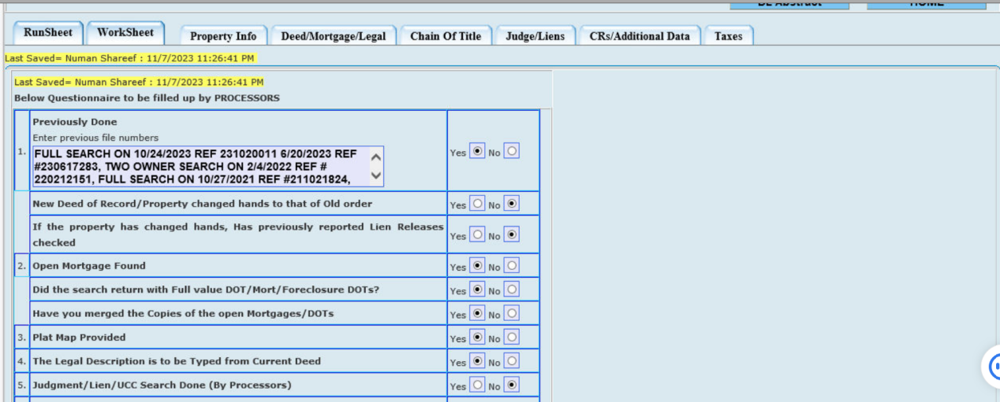 DE Abstract HOME
RunSheet WorkSheet Property Info Deed/Mortgage/Legal Chain Of Title Judge/Liens CRs/Additional Data Taxes
Last Saved= Numan Shareef : 11/7/2023 11:26:41 PM
Last Saved= Numan Shareef : 11/7/2023 11:26:41 PM
Below Questionnaire to be filled up by PROCESSORS
Previously Done
Enter previous file numbers
1. FULL SEARCH ON 10/24/2023 REF 231020011 6/20/2023 REF
#230617283, TWO OWNER SEARCH ON 2/4/2022 REF #
220212151, FULL SEARCH ON 10/27/2021 REF #211021824,
Yes No
New Deed of Record/Property changed hands to that of Old order Yes No
If the property has changed hands, Has previously reported Lien Releases
checked Yes No
2. Open Mortgage Found Yes No
Did the search return with Full value DOT/Mort/Foreclosure DOTs? Yes No
Have you merged the Copies of the open Mortgages/DOTs Yes No
3. Plat Map Provided Yes No
4. The Legal Description is to be Typed from Current Deed Yes No
5. Judgment/Lien/UCC Search Done (By Processors) Yes No